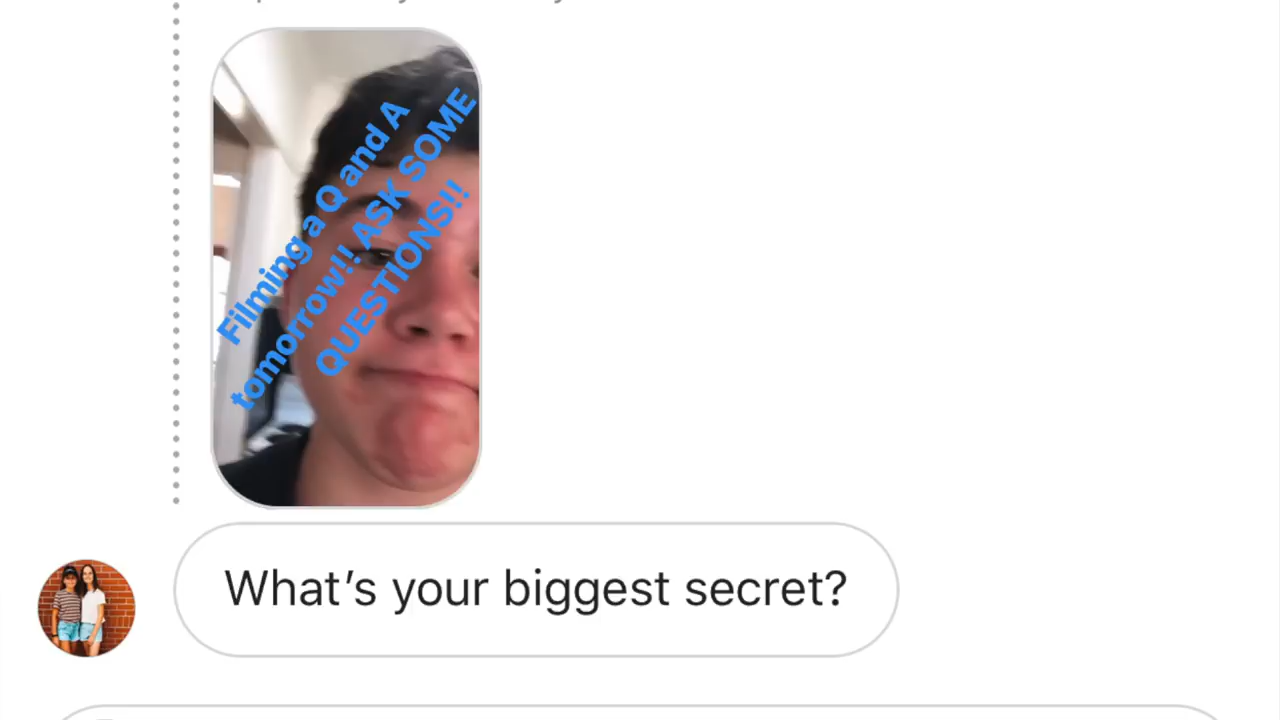 Filming a Q and A
tomorrow!! ASK SOME
QUESTIONS!!
What’s your biggest secret?